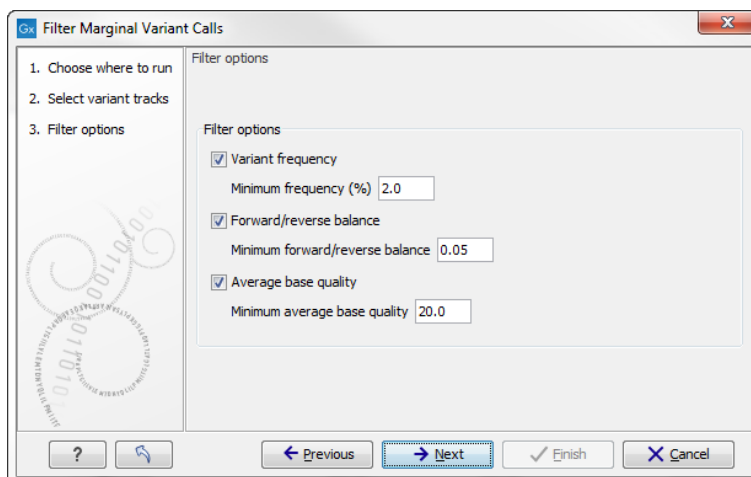 Gx Filter Marginal Variant Calls
1. Choose where to run
2. Select variant tracks
3. Filter options
Filter options
Filter options
Variant frequency
Minimum frequency (%) 2.0
Forward/reverse balance
Minimum forward/reverse balance 0.05
Average base quality
Minimum average base quality 20.0
? Previous Next Finish Cancel